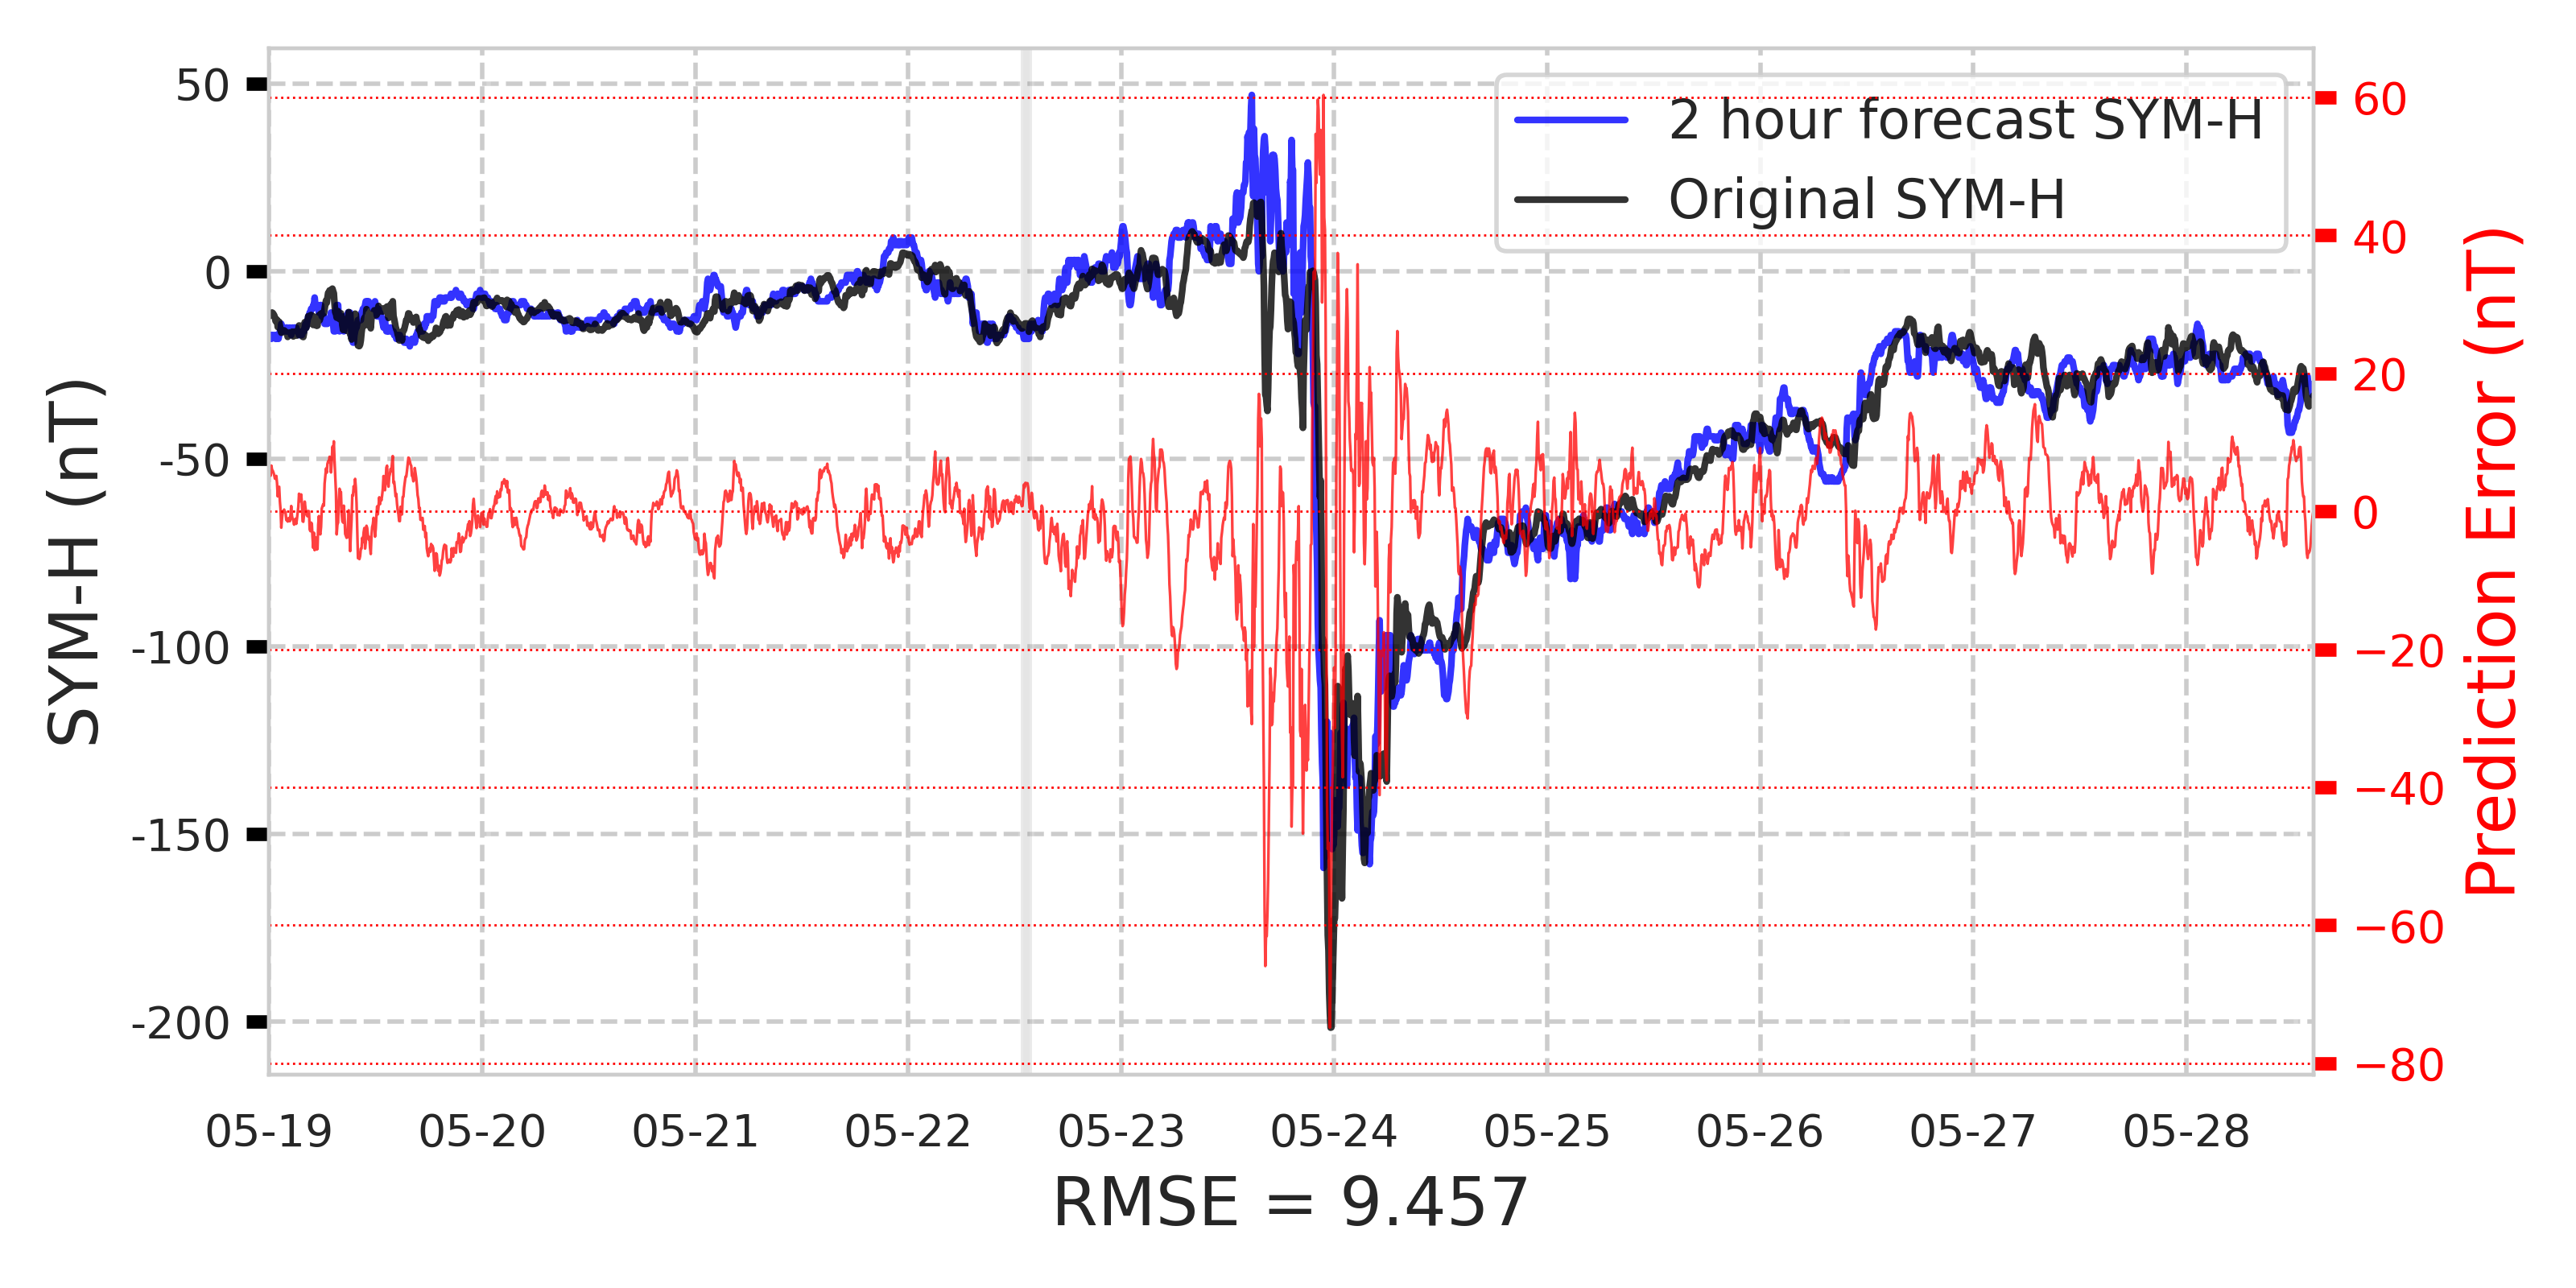 2 hour forecast SYM-H
Original SYM-H
SYM-H (nT)
50
0
-50
-100
-150
-200
Prediction Error (nT)
60
40
20
0
−20
−40
−60
−80
05-19 05-20 05-21 05-22 05-23 05-24 05-25 05-26 05-27 05-28
RMSE = 9.457